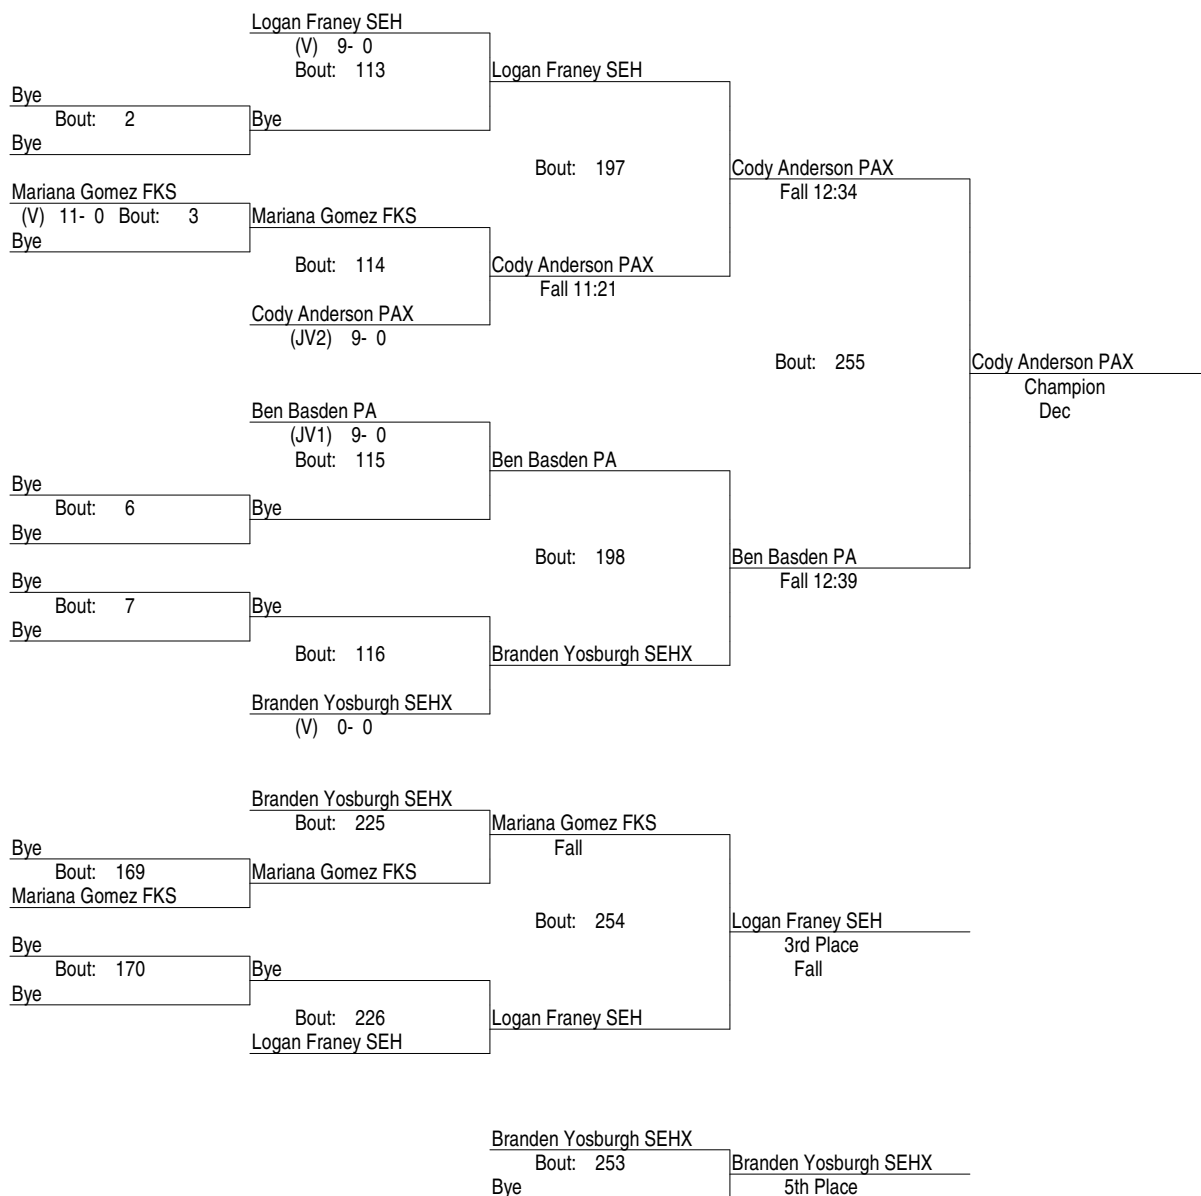 Logan Franey SEH
(V) 9- 0
Bout: 113
Logan Franey SEH
Bye
Bout: 2
Bye
Bye
Bout: 197
Cody Anderson PAX
Fall 12:34
Mariana Gomez FKS
(V) 11- 0 Bout: 3
Mariana Gomez FKS
Bye
Bout: 114
Cody Anderson PAX
Fall 11:21
Cody Anderson PAX
(JV2) 9- 0
Bout: 255
Cody Anderson PAX
Champion
Dec
Ben Basden PA
(JV1) 9- 0
Bout: 115
Ben Basden PA
Bye
Bout: 6
Bye
Bye
Bout: 198
Ben Basden PA
Fall 12:39
Bye
Bout: 7
Bye
Bye
Bout: 116
Branden Yosburgh SEHX
Branden Yosburgh SEHX
(V) 0- 0
Branden Yosburgh SEHX
Bout: 225
Mariana Gomez FKS
Fall
Bye
Bout: 169
Mariana Gomez FKS
Mariana Gomez FKS
Bout: 254
Logan Franey SEH
3rd Place
Fall
Bye
Bout: 170
Bye
Bye
Bout: 226
Logan Franey SEH
Logan Franey SEH
Branden Yosburgh SEHX
Bout: 253
Branden Yosburgh SEHX
Bye
5th Place